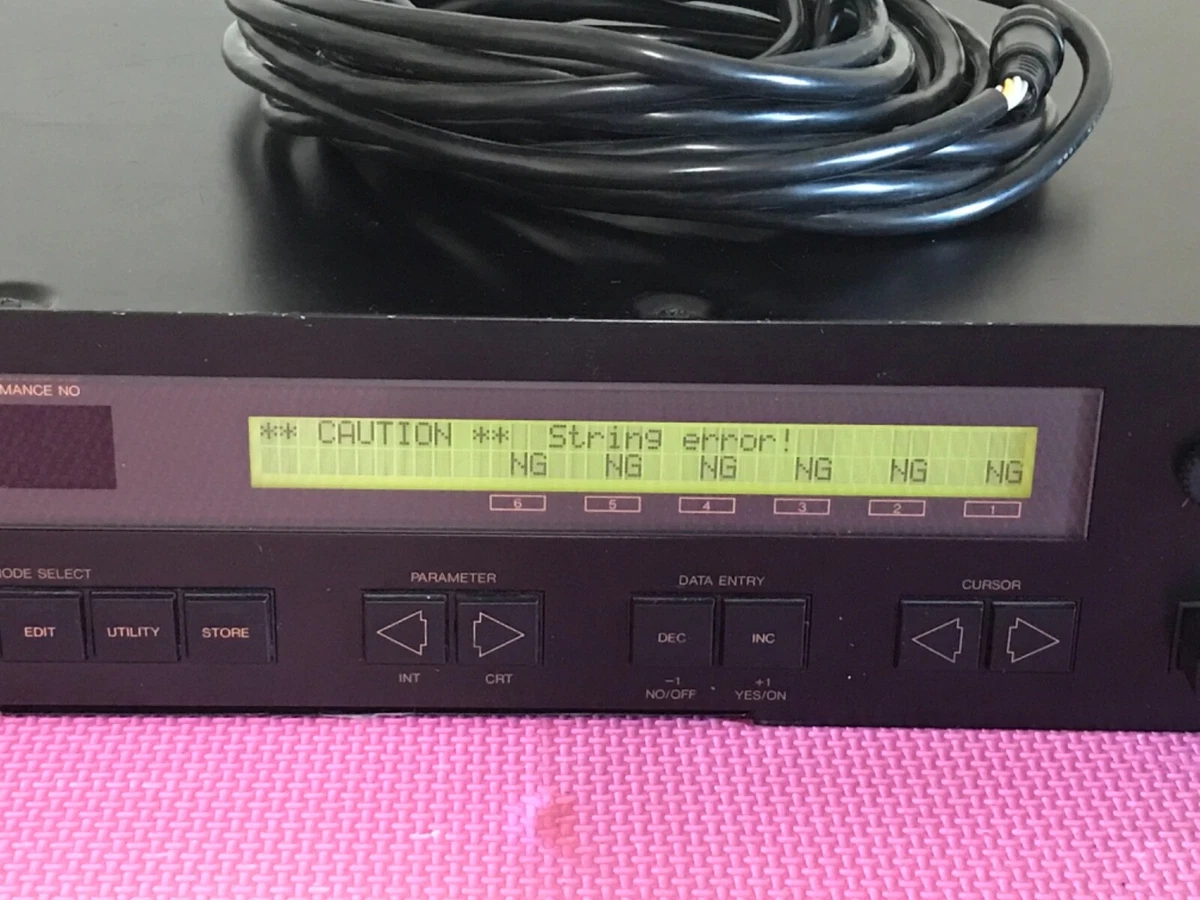 MANCE NO
** CAUTION ** String error!
NG NG NG NG NG NG
6 5 4 3 2 1
ODE SELECT
PARAMETER
DATA ENTRY
CURSOR
EDIT UTILITY STORE
DEC INC
INT CRT
-1 +1
NO/OFF YES/ON